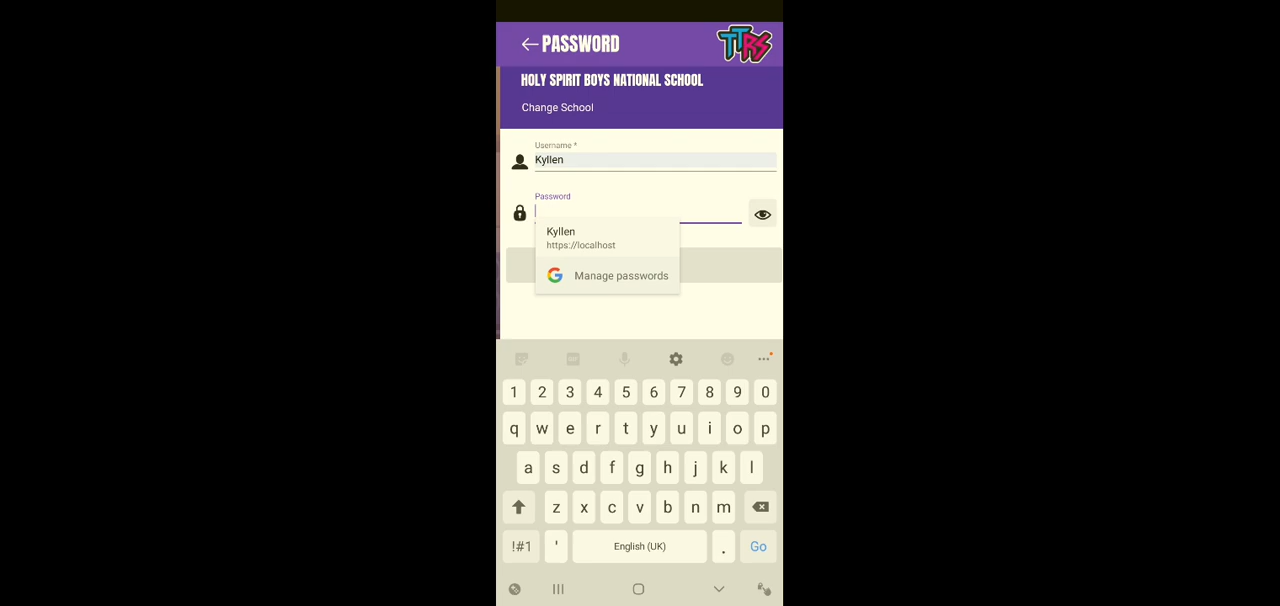 PASSWORD
TTRS
HOLY SPIRIT BOYS NATIONAL SCHOOL
Change School
Username *
Kyllen
Password
Kyllen
https://localhost
G Manage passwords
GIF
1 2 3 4 5 6 7 8 9 0
q w e r t y u i o p
a s d f g h j k l
z x c v b n m
!#1 ' English (UK) . Go